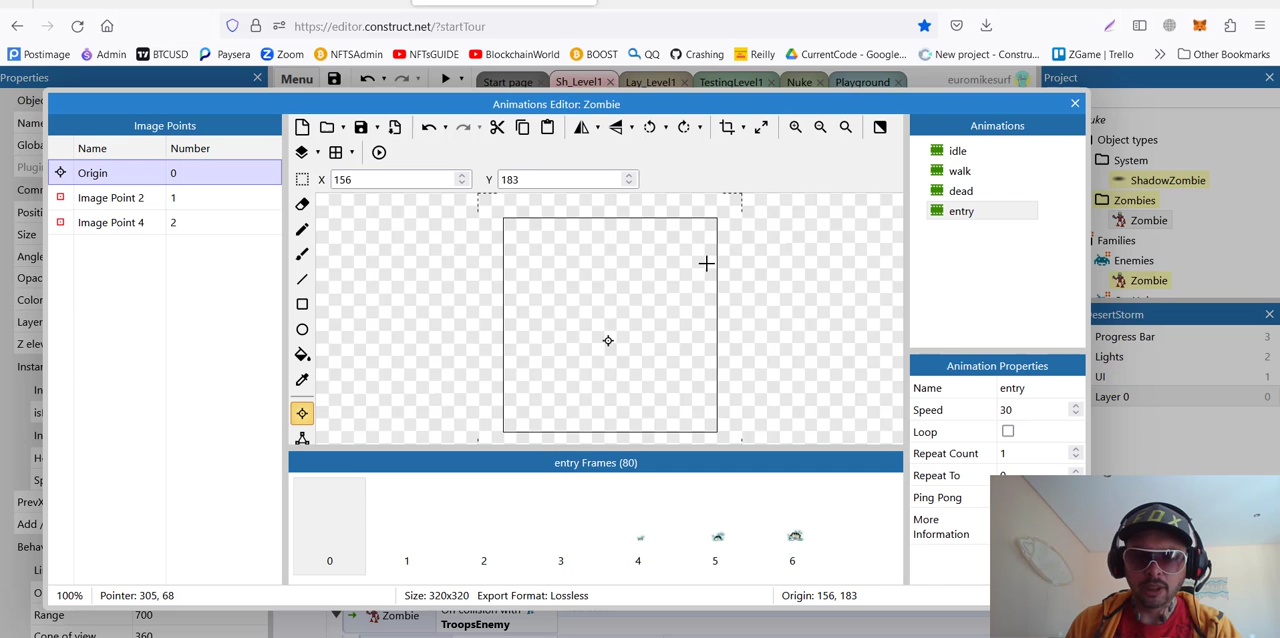 https://editor.construct.net/?startTour
Postimage Admin BTCUSD Paysera Zoom NFTSAdmin NFTsGUIDE BlockchainWorld BOOST QQ Crashing Reilly CurrentCode - Google... New project - Constru... ZGame | Trello Other Bookmarks
Properties
Menu Start page Sh_Level1 Lay_Level1 TestingLevel1 Nuke Playground euromikesurf Project
Animations Editor: Zombie
Image Points
Name Number
Origin 0
Image Point 2 1
Image Point 4 2
X 156 Y 183
Animations
idle
walk
dead
entry
Object types
System
ShadowZombie
Zombies
Zombie
Families
Enemies
Zombie
DesertStorm
Progress Bar 3
Lights 2
UI 1
Layer 0 0
Animation Properties
Name entry
Speed 30
Loop
Repeat Count 1
Repeat To
Ping Pong
More
Information
entry Frames (80)
0 1 2 3 4 5 6
100% Pointer: 305, 68 Size: 320x320 Export Format: Lossless Origin: 156, 183
Range 700
Cone of view 360
Zombie
On collision with
TroopsEnemy
Name
Size
FOX